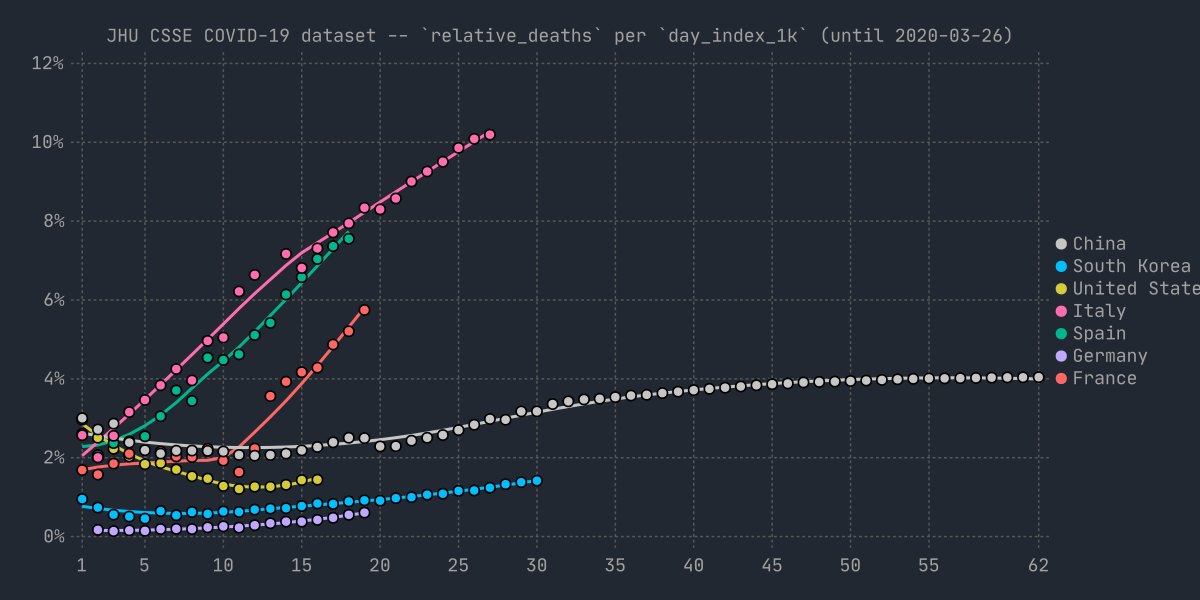 JHU CSSE COVID-19 dataset -- `relative_deaths` per `day_index_1k` (until 2020-03-26)
12%
10%
8%
6%
4%
2%
0%
1 5 10 15 20 25 30 35 40 45 50 55 62
China
South Korea
United State
Italy
Spain
Germany
France